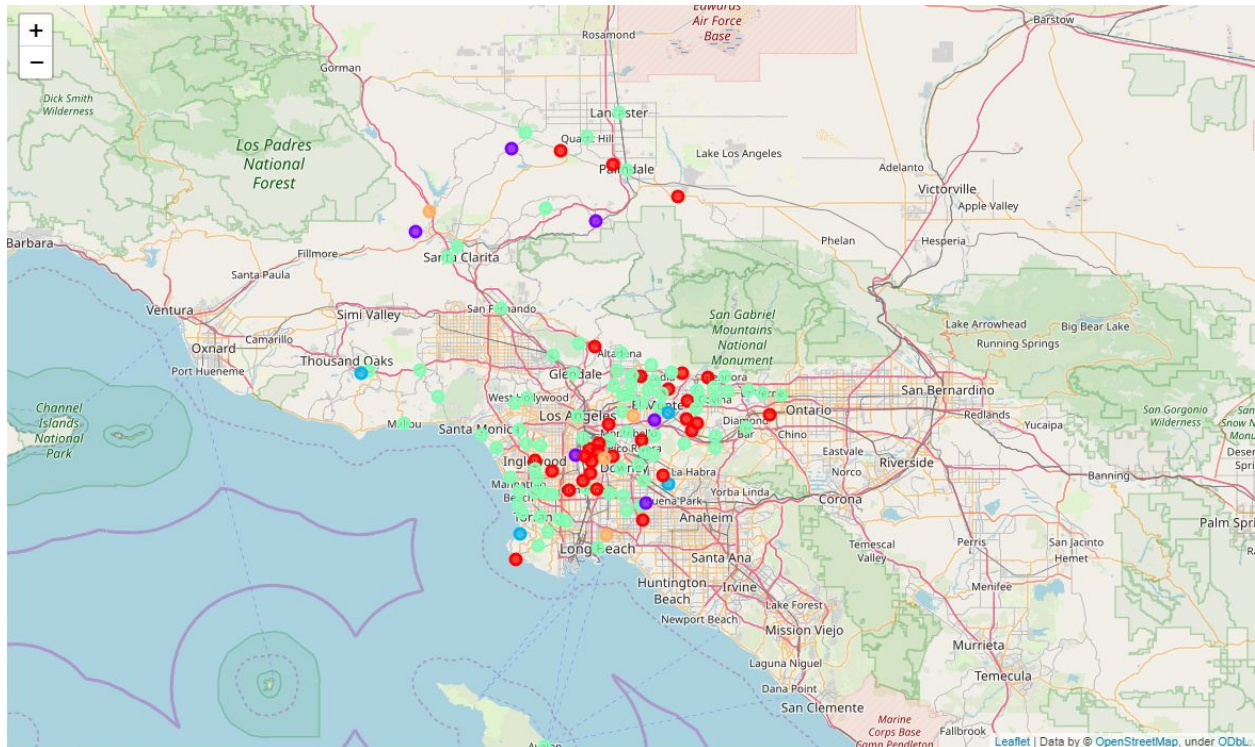 +
−
Edwards
Air Force
Base
Barstow
Rosamond
Gorman
Dick Smith
Wilderness
Los Padres
National
Forest
Lancaster
Quartz Hill
Lake Los Angeles
Palmdale
Adelanto
Victorville
Apple Valley
Barbara
Fillmore
Santa Clarita
Phelan
Hesperia
Santa Paula
Ventura
Simi Valley
San Fernando
San Gabriel
Mountains
National
Monument
Lake Arrowhead
Big Bear Lake
Running Springs
Oxnard
Camarillo
Port Hueneme
Thousand Oaks
Altadena
Glendale
San Bernardino
Channel
Islands
National
Park
West Hollywood
Los Angeles
Covina
Ontario
Redlands
San Gorgonio
Wilderness
Yucaipa
Malibu
Santa Monica
Diamond
Bar
Chino
Eastvale
Riverside
Norco
Banning
Inglewood
Downey
La Habra
Manhattan
Beach
Buena Park
Yorba Linda
Corona
Anaheim
Palm
Long Beach
Santa Ana
Temescal
Valley
Perris
San Jacinto
Hemet
Huntington
Beach
Irvine
Menifee
Lake Forest
Newport Beach
Mission Viejo
Laguna Niguel
Murrieta
Temecula
Dana Point
San Clemente
Marine
Corps Base
Camp Pendleton
Fallbrook
Leaflet | Data by © OpenStreetMap, under ODbL.